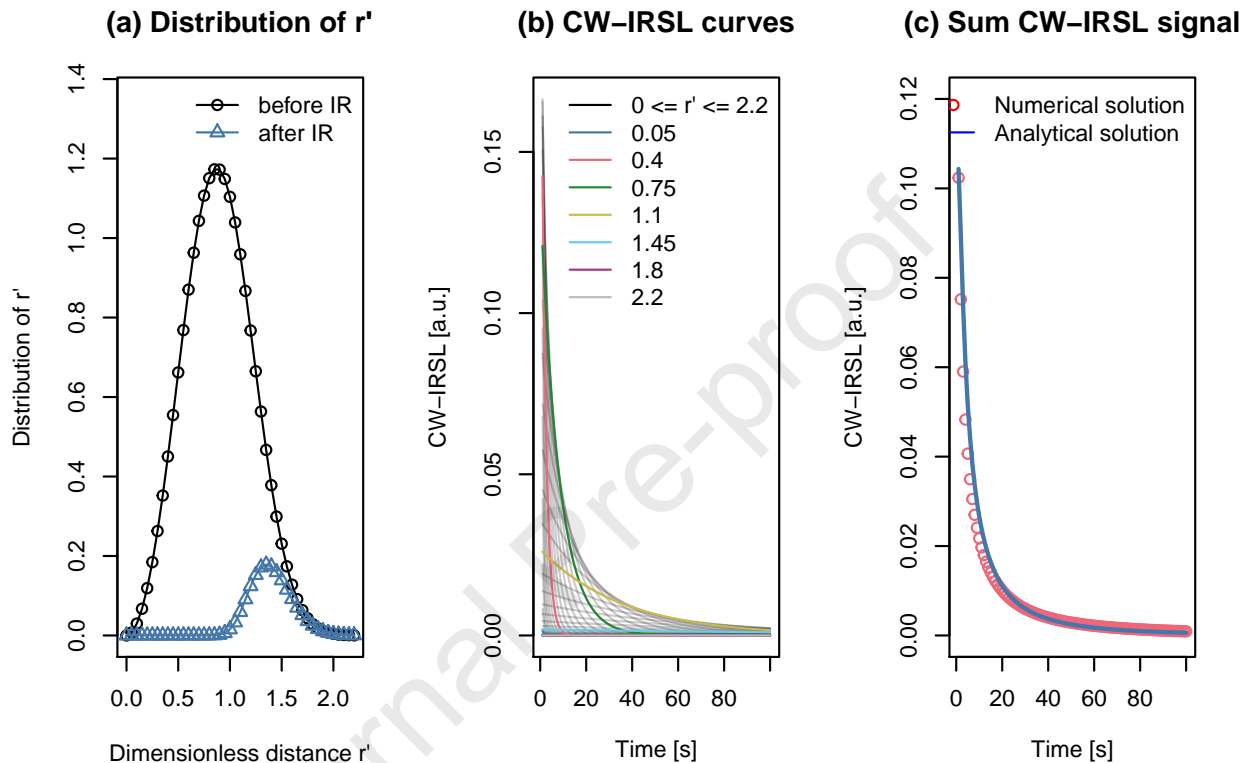 (a) Distribution of r'
Distribution of r'
1.4
1.2
1.0
0.8
0.6
0.4
0.2
0.0
before IR
after IR
0.0 0.5 1.0 1.5 2.0
Dimensionless distance r'
(b) CW−IRSL curves
CW−IRSL [a.u.]
0.15
0.10
0.05
0.00
0 <= r' <= 2.2
0.05
0.4
0.75
1.1
1.45
1.8
2.2
0 20 40 60 80
Time [s]
(c) Sum CW−IRSL signal
CW−IRSL [a.u.]
0.12
0.10
0.08
0.06
0.04
0.02
0.00
Numerical solution
Analytical solution
0 20 40 60 80
Time [s]
rnal Pre-proof